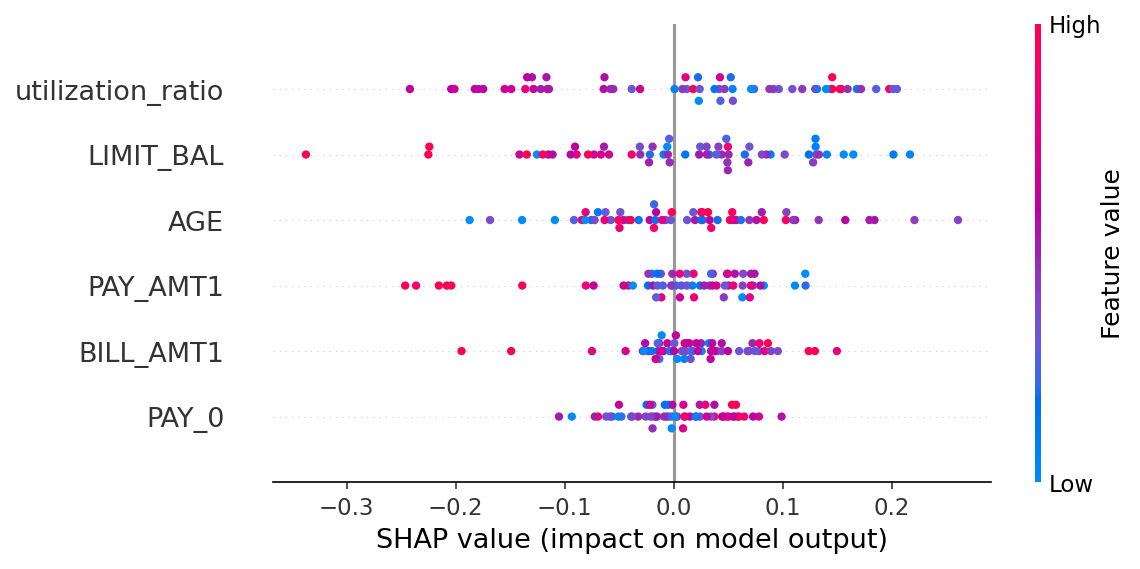 High
utilization_ratio
LIMIT_BAL
AGE
PAY_AMT1
BILL_AMT1
PAY_0
Feature value
Low
−0.3 −0.2 −0.1 0.0 0.1 0.2
SHAP value (impact on model output)